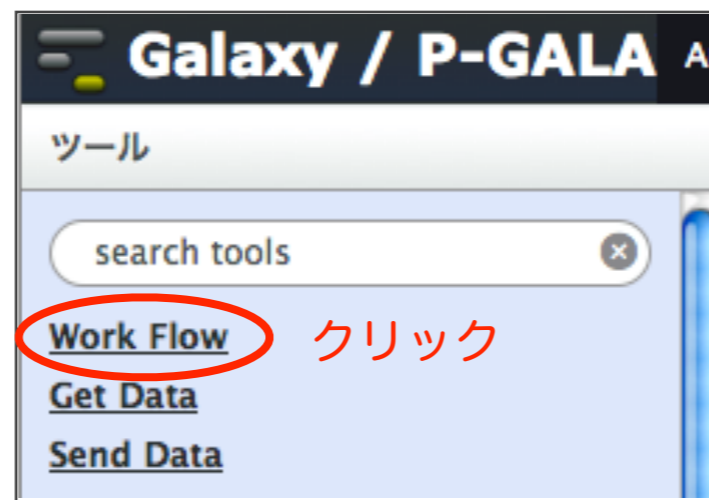 Galaxy / P-GALA A
ツール
search tools
Work Flow クリック
Get Data
Send Data